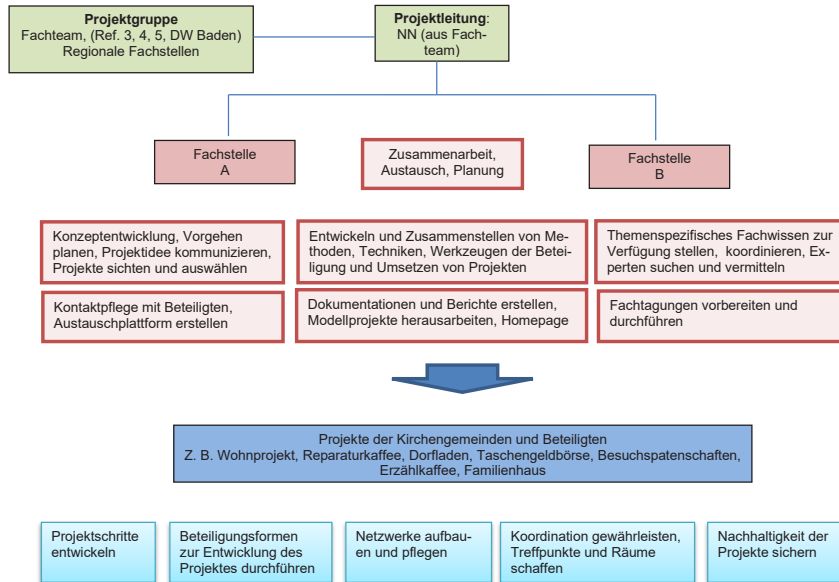 Projektgruppe
Fachteam, (Ref. 3, 4, 5, DW Baden)
Regionale Fachstellen
Projektleitung:
NN (aus Fach-
team)
Fachstelle
A
Zusammenarbeit,
Austausch, Planung
Fachstelle
B
Konzeptentwicklung, Vorgehen
planen, Projektidee kommunizieren,
Projekte sichten und auswählen
Entwickeln und Zusammenstellen von Me-
thoden, Techniken, Werkzeugen der Betei-
ligung und Umsetzen von Projekten
Themenspezifisches Fachwissen zur
Verfügung stellen, koordinieren, Ex-
perten suchen und vermitteln
Kontaktpflege mit Beteiligten,
Austauschplattform erstellen
Dokumentationen und Berichte erstellen,
Modellprojekte herausarbeiten, Homepage
Fachtagungen vorbereiten und
durchführen
Projekte der Kirchengemeinden und Beteiligten
Z. B. Wohnprojekt, Reparaturkaffee, Dorfladen, Taschengeldbörse, Besuchspatenschaften,
Erzählkaffee, Familienhaus
Projektschritte
entwickeln
Beteiligungsformen
zur Entwicklung des
Projektes durchführen
Netzwerke aufbau-
en und pflegen
Koordination gewährleisten,
Treffpunkte und Räume
schaffen
Nachhaltigkeit der
Projekte sichern